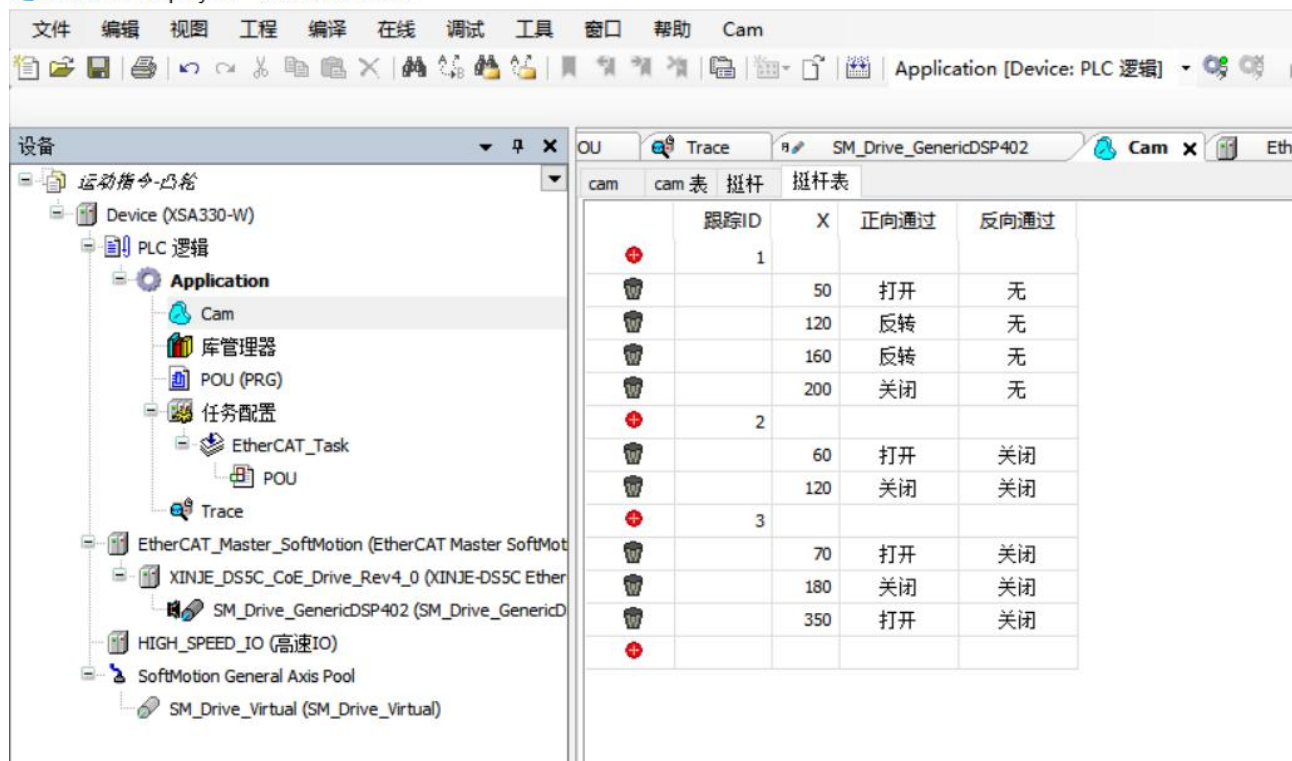 文件 编辑 视图 工程 编译 在线 调试 工具 窗口 帮助 Cam
Application [Device: PLC 逻辑]
设备
运动指令-凸轮
Device (XSA330-W)
PLC 逻辑
Application
Cam
库管理器
POU (PRG)
任务配置
EtherCAT_Task
POU
Trace
EtherCAT_Master_SoftMotion (EtherCAT Master SoftMot
XINJE_DS5C_CoE_Drive_Rev4_0 (XINJE-DS5C Ether
SM_Drive_GenericDSP402 (SM_Drive_GenericD
HIGH_SPEED_IO (高速IO)
SoftMotion General Axis Pool
SM_Drive_Virtual (SM_Drive_Virtual)
OU Trace SM_Drive_GenericDSP402 Cam Eth
cam cam 表 挺杆 挺杆表
跟踪ID X 正向通过 反向通过
1
50 打开 无
120 反转 无
160 反转 无
200 关闭 无
2
60 打开 关闭
120 关闭 关闭
3
70 打开 关闭
180 关闭 关闭
350 打开 关闭